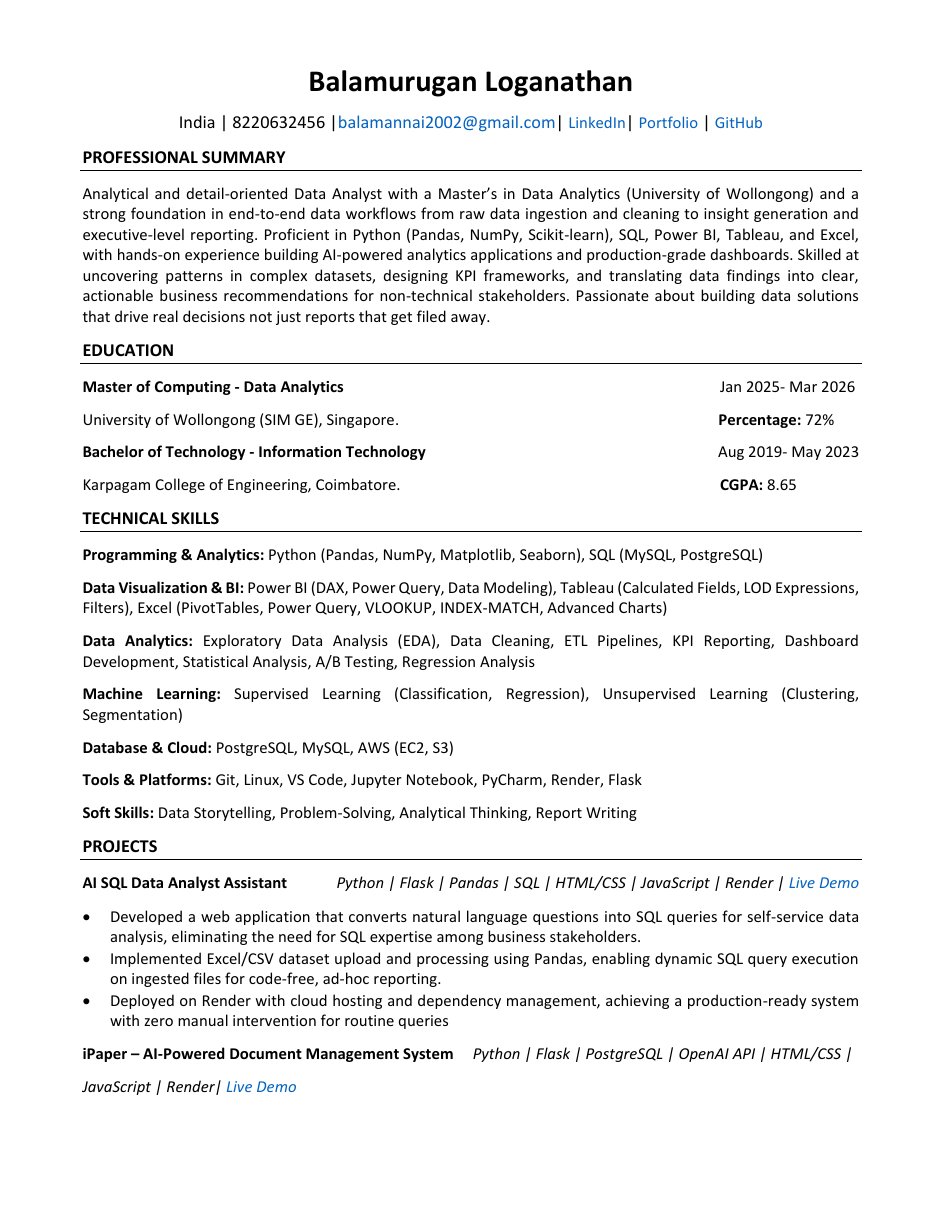 Balamurugan Loganathan
India | 8220632456 |balamannai2002@gmail.com| LinkedIn| Portfolio | GitHub
PROFESSIONAL SUMMARY
Analytical and detail-oriented Data Analyst with a Master’s in Data Analytics (University of Wollongong) and a
strong foundation in end-to-end data workflows from raw data ingestion and cleaning to insight generation and
executive-level reporting. Proficient in Python (Pandas, NumPy, Scikit-learn), SQL, Power BI, Tableau, and Excel,
with hands-on experience building AI-powered analytics applications and production-grade dashboards. Skilled at
uncovering patterns in complex datasets, designing KPI frameworks, and translating data findings into clear,
actionable business recommendations for non-technical stakeholders. Passionate about building data solutions
that drive real decisions not just reports that get filed away.
EDUCATION
Master of Computing - Data Analytics Jan 2025- Mar 2026
University of Wollongong (SIM GE), Singapore. Percentage: 72%
Bachelor of Technology - Information Technology Aug 2019- May 2023
Karpagam College of Engineering, Coimbatore. CGPA: 8.65
TECHNICAL SKILLS
Programming & Analytics: Python (Pandas, NumPy, Matplotlib, Seaborn), SQL (MySQL, PostgreSQL)
Data Visualization & BI: Power BI (DAX, Power Query, Data Modeling), Tableau (Calculated Fields, LOD Expressions,
Filters), Excel (PivotTables, Power Query, VLOOKUP, INDEX-MATCH, Advanced Charts)
Data Analytics: Exploratory Data Analysis (EDA), Data Cleaning, ETL Pipelines, KPI Reporting, Dashboard
Development, Statistical Analysis, A/B Testing, Regression Analysis
Machine Learning: Supervised Learning (Classification, Regression), Unsupervised Learning (Clustering,
Segmentation)
Database & Cloud: PostgreSQL, MySQL, AWS (EC2, S3)
Tools & Platforms: Git, Linux, VS Code, Jupyter Notebook, PyCharm, Render, Flask
Soft Skills: Data Storytelling, Problem-Solving, Analytical Thinking, Report Writing
PROJECTS
AI SQL Data Analyst Assistant Python | Flask | Pandas | SQL | HTML/CSS | JavaScript | Render | Live Demo
• Developed a web application that converts natural language questions into SQL queries for self-service data
analysis, eliminating the need for SQL expertise among business stakeholders.
• Implemented Excel/CSV dataset upload and processing using Pandas, enabling dynamic SQL query execution
on ingested files for code-free, ad-hoc reporting.
• Deployed on Render with cloud hosting and dependency management, achieving a production-ready system
with zero manual intervention for routine queries
iPaper – AI-Powered Document Management System Python | Flask | PostgreSQL | OpenAI API | HTML/CSS |
JavaScript | Render| Live Demo